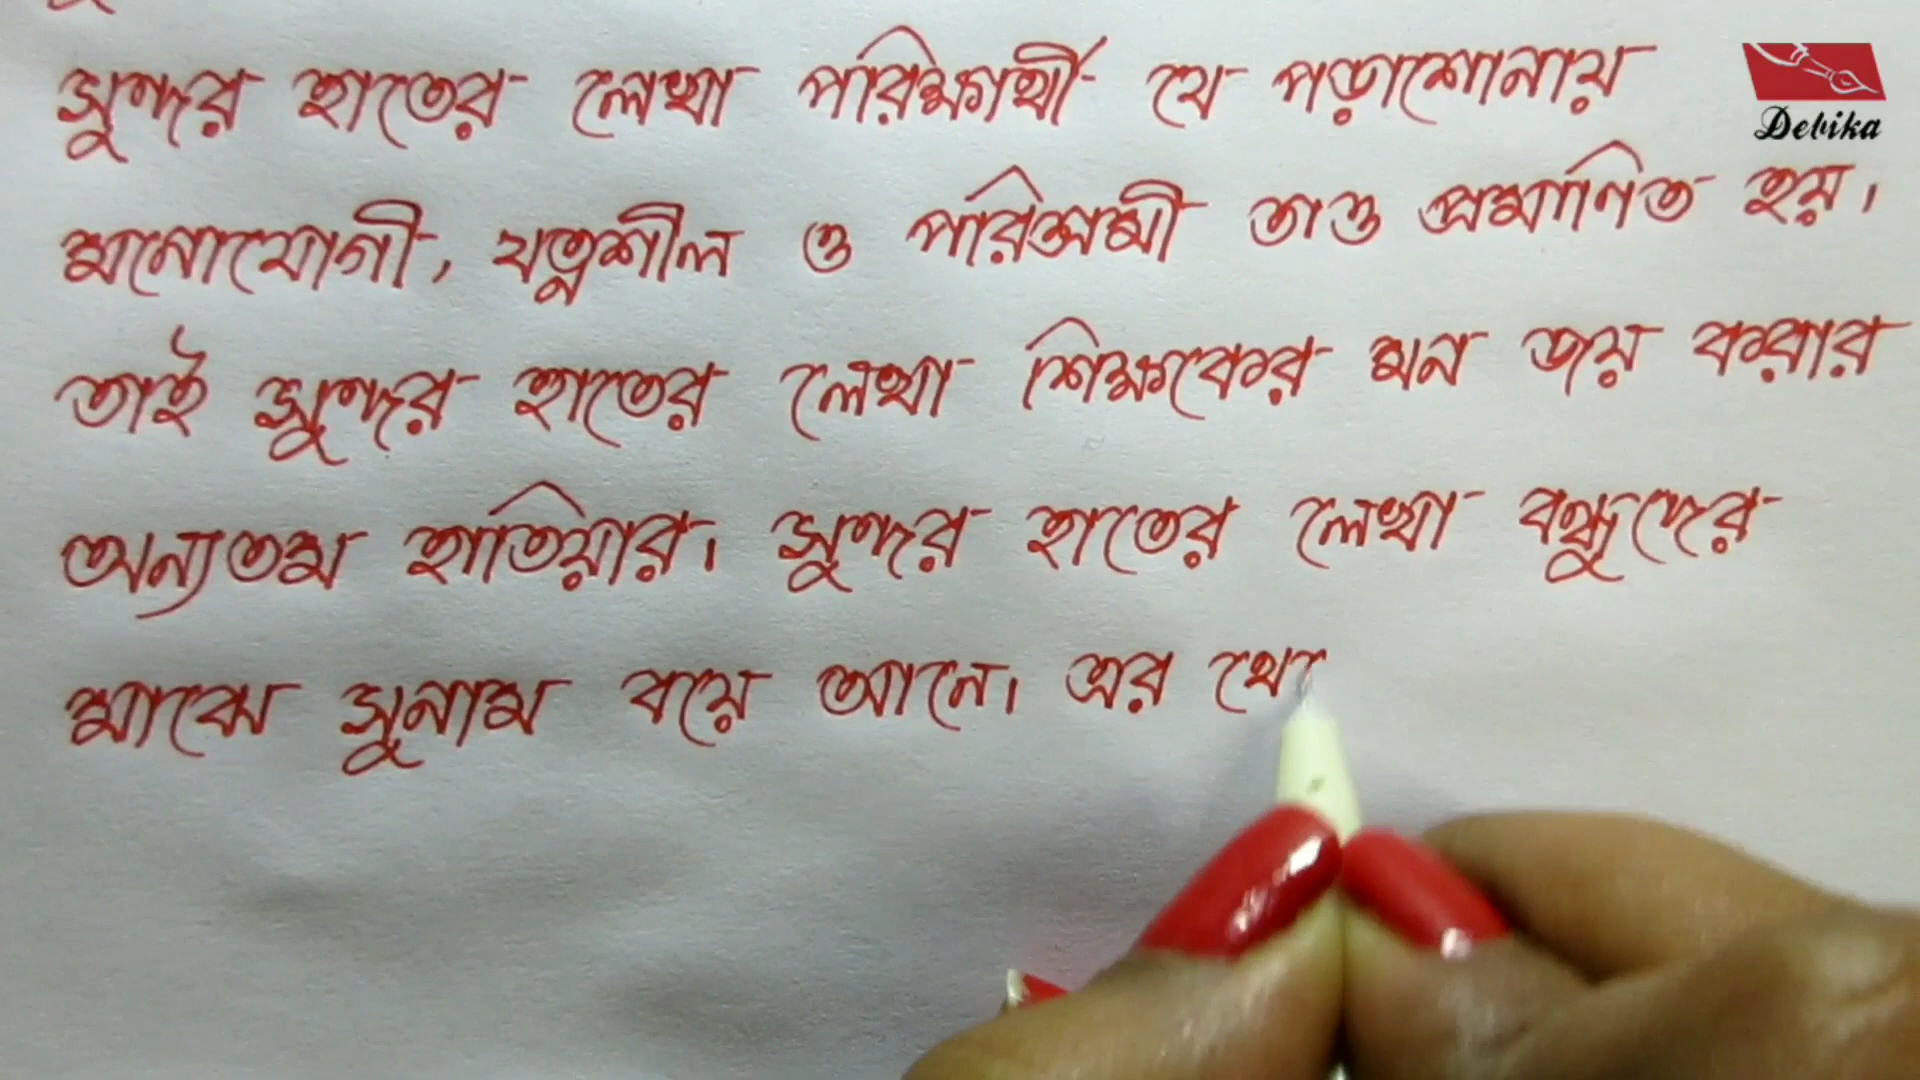 সুন্দর হাতের লেখা পরিক্ষার্থী যে পড়াশোনায়
Debika
মনোযোগী, যত্নশীল ও পরিশ্রমী তাও প্রমাণিত হয়।
তাই সুন্দর হাতের লেখা শিক্ষকের মন জয় করার
অন্যতম হাতিয়ার। সুন্দর হাতের লেখা বন্ধুদের
মাঝে সুনাম বয়ে আনে। এর থে